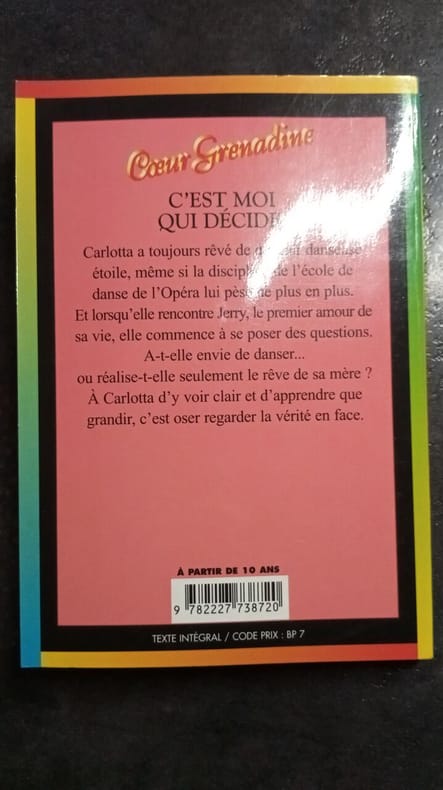 Cœur Grenadine
C'EST MOI
QUI DÉCIDE
Carlotta a toujours rêvé de danseuse
étoile, même si la discipline de l'école de
danse de l'Opéra lui pèse de plus en plus.
Et lorsqu'elle rencontre Jerry, le premier amour de
sa vie, elle commence à se poser des questions.
A-t-elle envie de danser...
ou réalise-t-elle seulement le rêve de sa mère ?
À Carlotta d'y voir clair et d'apprendre que
grandir, c'est oser regarder la vérité en face.
À PARTIR DE 10 ANS
9 782227 738720
TEXTE INTÉGRAL / CODE PRIX : BP 7